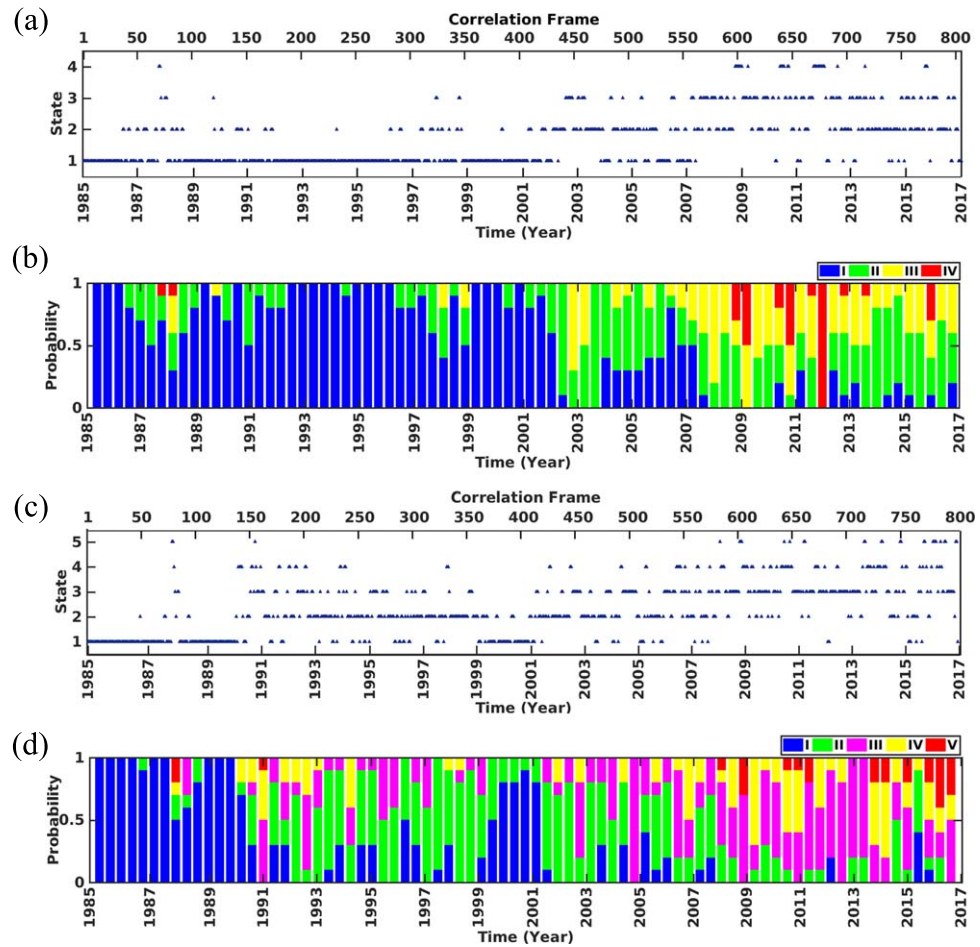 (a)
Correlation Frame
1 50 100 150 200 250 300 350 400 450 500 550 600 650 700 750 800
State
4
3
2
1
1985 1987 1989 1991 1993 1995 1997 1999 2001 2003 2005 2007 2009 2011 2013 2015 2017
Time (Year)
(b)
I II III IV
Probability
1
0.5
0
1985 1987 1989 1991 1993 1995 1997 1999 2001 2003 2005 2007 2009 2011 2013 2015 2017
Time (Year)
(c)
Correlation Frame
1 50 100 150 200 250 300 350 400 450 500 550 600 650 700 750 800
State
5
4
3
2
1
1985 1987 1989 1991 1993 1995 1997 1999 2001 2003 2005 2007 2009 2011 2013 2015 2017
Time (Year)
(d)
I II III IV V
Probability
1
0.5
0
1985 1987 1989 1991 1993 1995 1997 1999 2001 2003 2005 2007 2009 2011 2013 2015 2017
Time (Year)